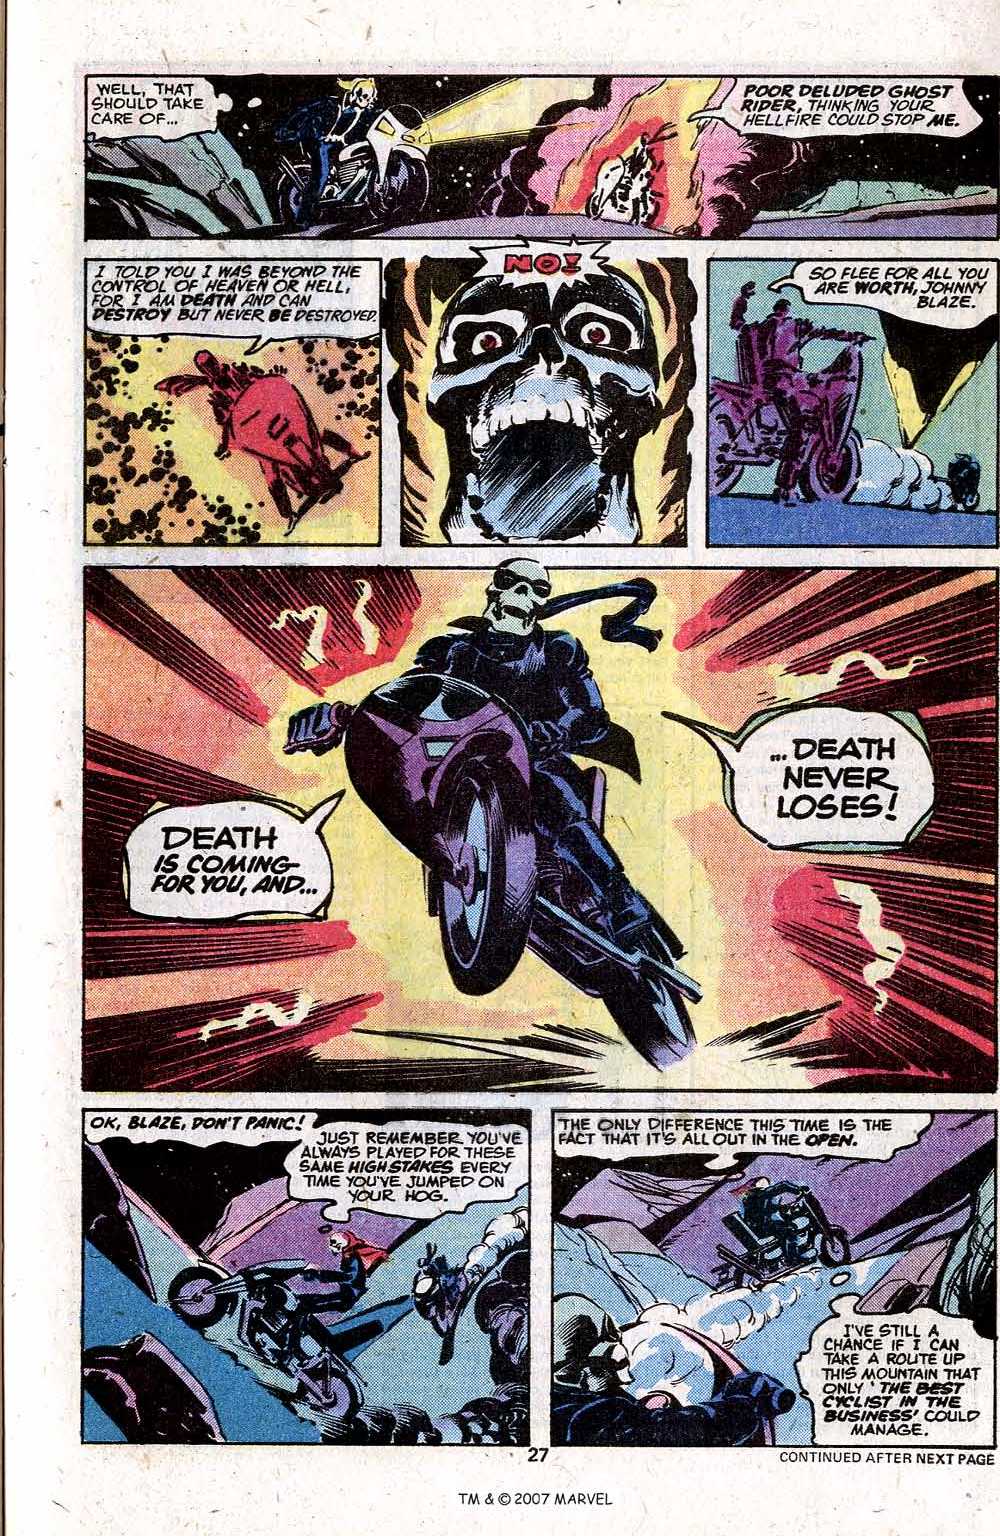 WELL, THAT
SHOULD TAKE
CARE OF...
POOR DELUDED GHOST
RIDER, THINKING YOUR
HELLFIRE COULD STOP ME.
I TOLD YOU I WAS BEYOND THE
CONTROL OF HEAVEN OR HELL,
FOR I AM DEATH AND CAN
DESTROY BUT NEVER BE DESTROYED.
NO!
SO FLEE FOR ALL YOU
ARE WORTH, JOHNNY
BLAZE.
DEATH
IS COMING
FOR YOU, AND...
...DEATH
NEVER
LOSES!
OK, BLAZE, DON'T PANIC!
JUST REMEMBER YOU'VE
ALWAYS PLAYED FOR THESE
SAME HIGH STAKES EVERY
TIME YOU'VE JUMPED ON
YOUR HOG.
THE ONLY DIFFERENCE THIS TIME IS THE
FACT THAT IT'S ALL OUT IN THE OPEN.
I'VE STILL A
CHANCE IF I CAN
TAKE A ROUTE UP
THIS MOUNTAIN THAT
ONLY 'THE BEST
CYCLIST IN THE
BUSINESS' COULD
MANAGE.
27
CONTINUED AFTER NEXT PAGE
TM & © 2007 MARVEL